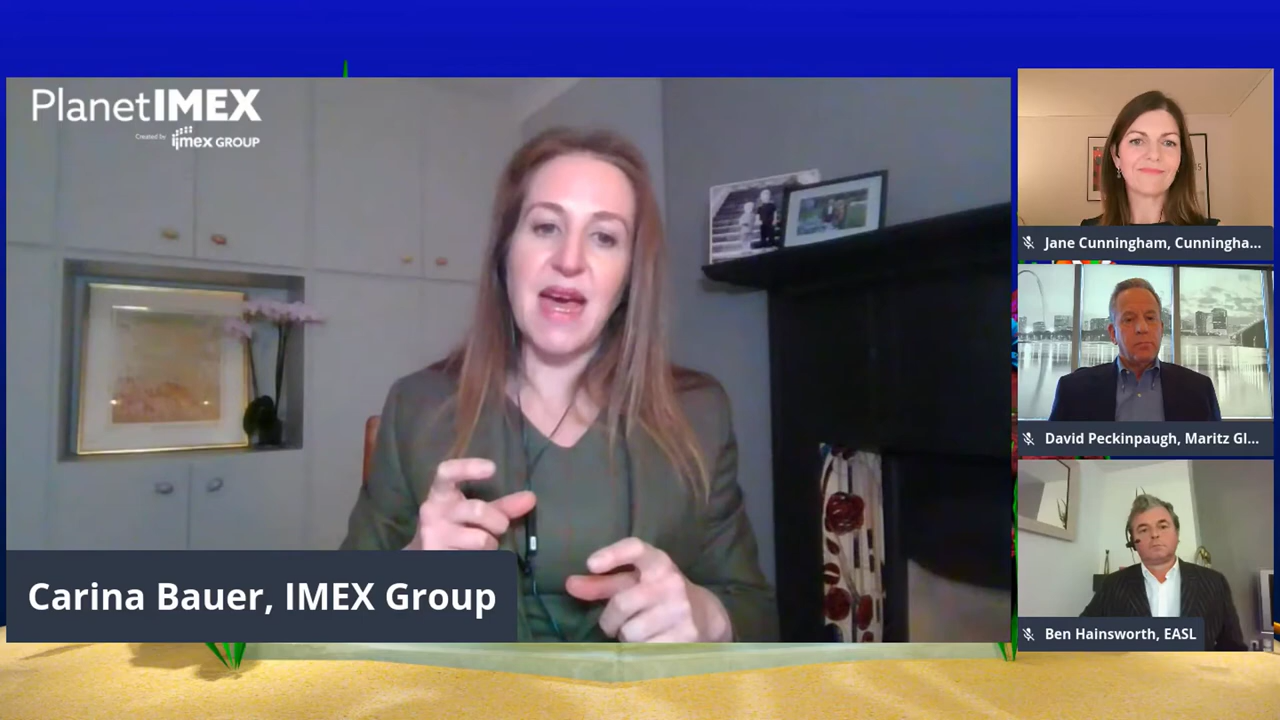 PlanetIMEX
Created by imex GROUP
Carina Bauer, IMEX Group
Jane Cunningham, Cunningha...
David Peckinpaugh, Maritz Gl...
Ben Hainsworth, EASL